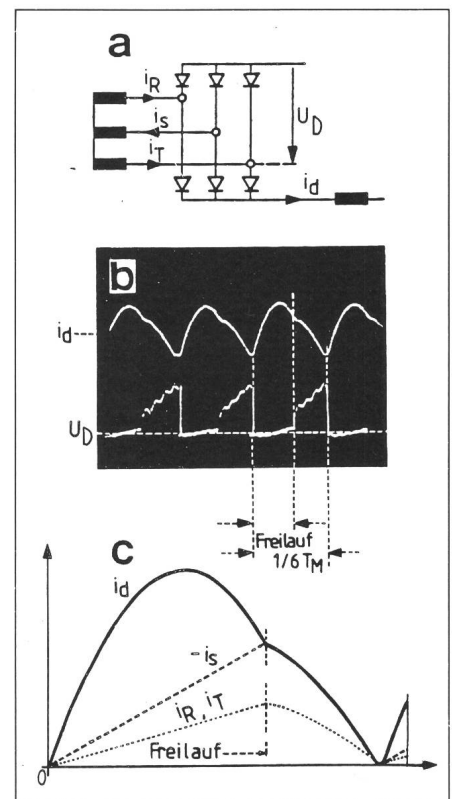 a
i_R
i_S
i_T
U_D
i_d
b
i_d
U_D
Freilauf
1/6 T_M
c
i_d
-i_S
i_R, i_T
Freilauf
0